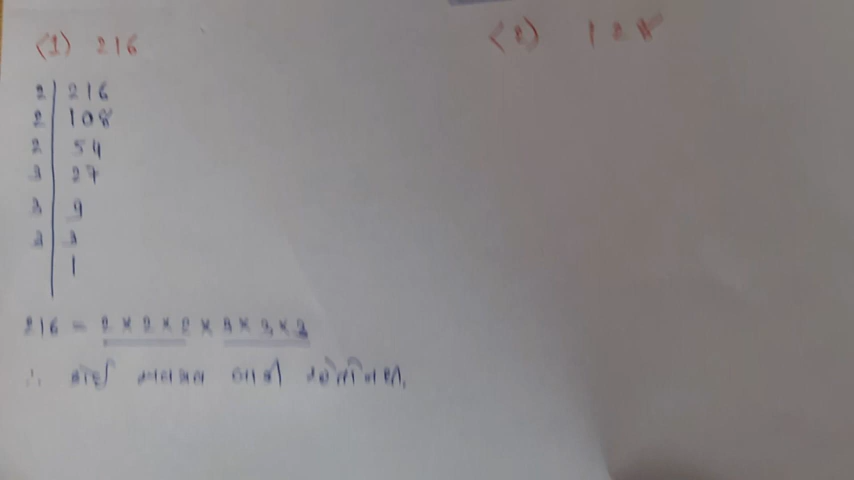 (1) 216
2 | 216
2 | 108
2 | 54
3 | 27
3 | 9
3 | 3
1
216 = 2 × 2 × 2 × 3 × 3 × 3
∴
(2) 128